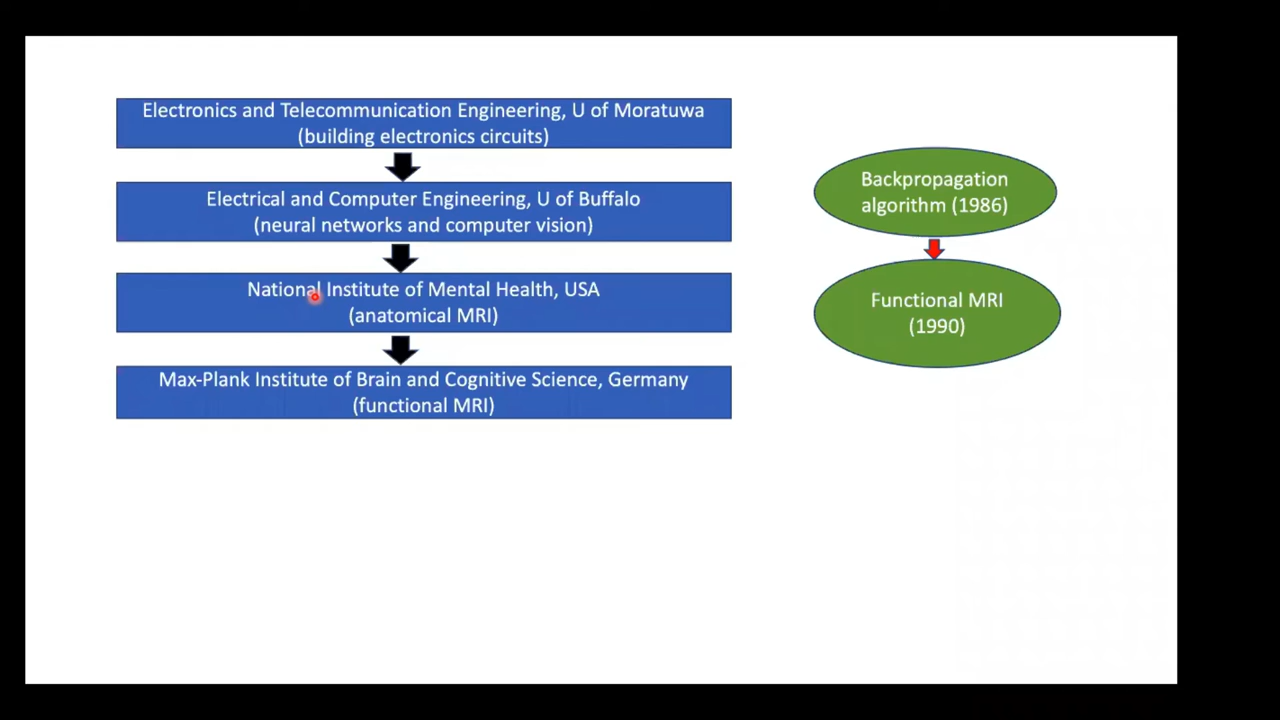 Electronics and Telecommunication Engineering, U of Moratuwa
(building electronics circuits)
Electrical and Computer Engineering, U of Buffalo
(neural networks and computer vision)
National Institute of Mental Health, USA
(anatomical MRI)
Max-Plank Institute of Brain and Cognitive Science, Germany
(functional MRI)
Backpropagation
algorithm (1986)
Functional MRI
(1990)